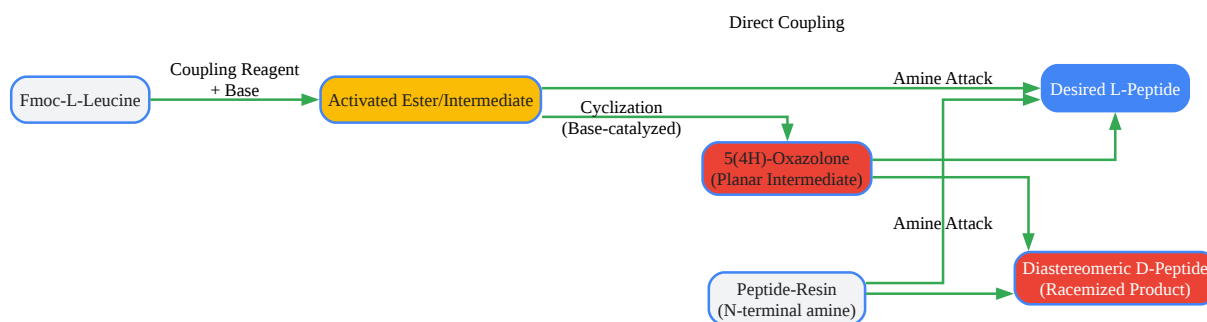 Direct Coupling
Coupling Reagent
+ Base
Fmoc-L-Leucine
Activated Ester/Intermediate
Amine Attack
Desired L-Peptide
Cyclization
(Base-catalyzed)
5(4H)-Oxazolone
(Planar Intermediate)
Amine Attack
Peptide-Resin
(N-terminal amine)
Diastereomeric D-Peptide
(Racemized Product)